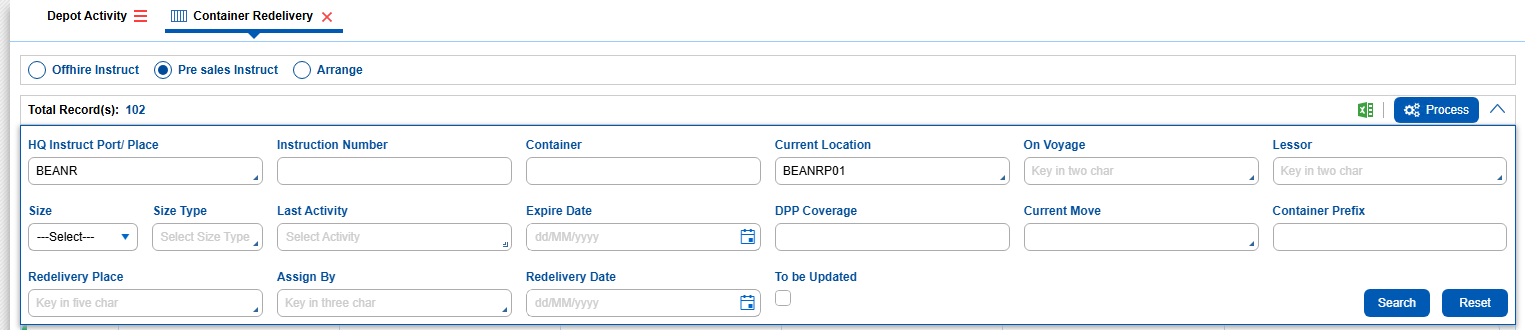 Depot Activity Container Redelivery
Offhire Instruct Pre sales Instruct Arrange
Total Record(s): 102 Process
HQ Instruct Port/ Place Instruction Number Container Current Location On Voyage Lessor
BEANR BEANRP01 Key in two char Key in two char
Size Size Type Last Activity Expire Date DPP Coverage Current Move Container Prefix
---Select--- Select Size Type Select Activity dd/MM/yyyy
Redelivery Place Assign By Redelivery Date To be Updated
Key in five char Key in three char dd/MM/yyyy Search Reset